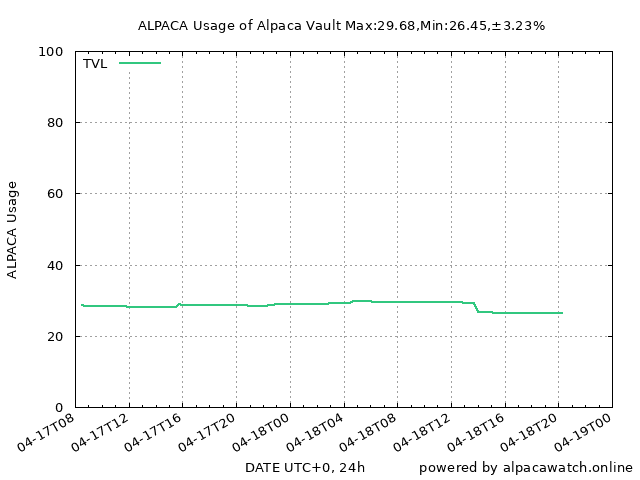 ALPACA Usage of Alpaca Vault Max:29.68,Min:26.45,±3.23%
TVL
100
80
60
40
20
0
ALPACA Usage
04-17T08
04-17T12
04-17T16
04-17T20
04-18T00
04-18T04
04-18T08
04-18T12
04-18T16
04-18T20
04-19T00
DATE UTC+0, 24h
powered by alpacawatch.online